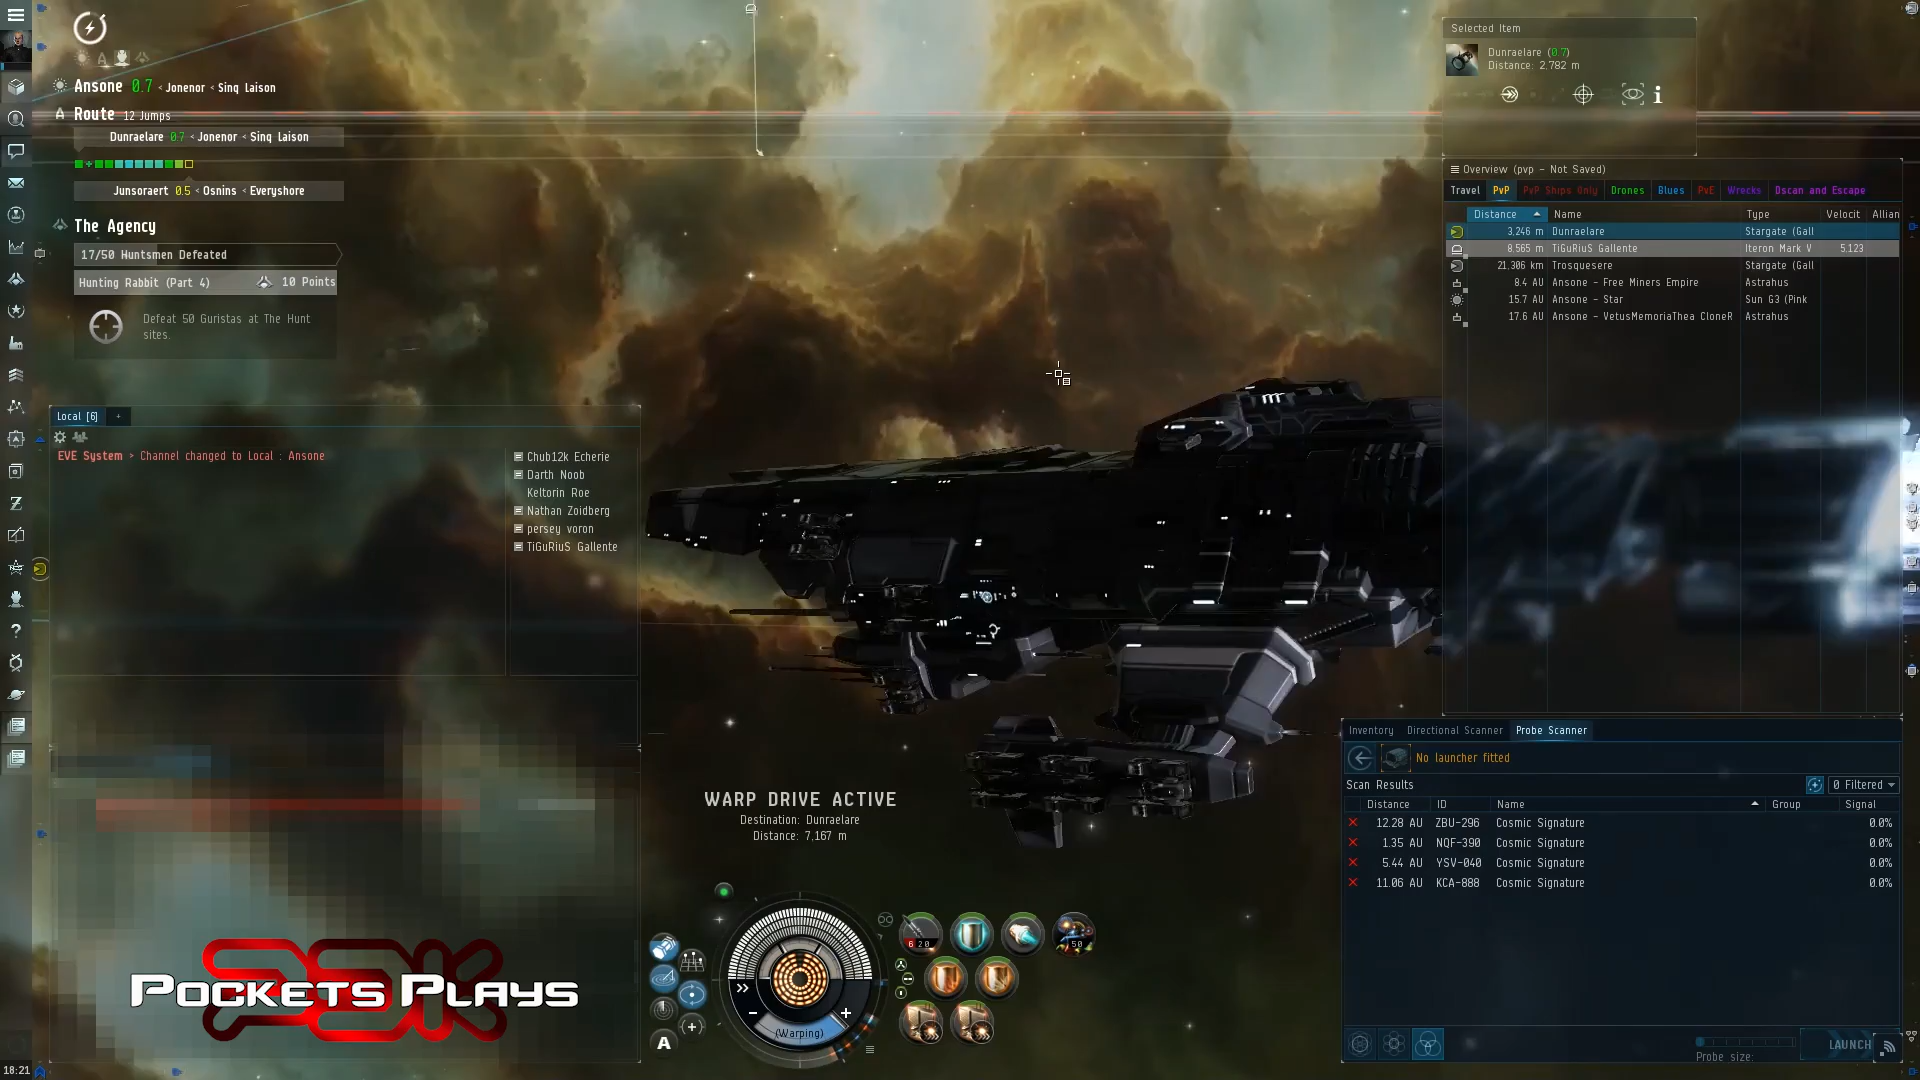 Ansone 0.7 < Jonenor < Sinq Laison
Route 12 Jumps
Dunraelare 0.7 < Jonenor < Sinq Laison
Junsoraert 0.5 < Osnins < Everyshore
The Agency
17/50 Huntsmen Defeated
Hunting Rabbit (Part 4) 10 Points
Defeat 50 Guristas at The Hunt
sites.
Local [6] +
EVE System > Channel changed to Local : Ansone
Chub12k Echerie
Darth Noob
Keltorin Roe
Nathan Zoidberg
persey voron
TiGuRiuS Gallente
Pockets Plays
18:21
WARP DRIVE ACTIVE
Destination: Dunraelare
Distance: 7,167 m
6 20
50
(Warping)
A
Selected Item
Dunraelare (0.7)
Distance: 2,782 m
Overview (pvp - Not Saved)
Travel PvP PvP Ships Only Drones Blues PvE Wrecks Dscan and Escape
Distance Name Type Velocit Allian
3,246 m Dunraelare Stargate (Gall
8,565 m TiGuRiuS Gallente Iteron Mark V 5,123
21,306 km Trosquesere Stargate (Gall
8.4 AU Ansone - Free Miners Empire Astrahus
15.7 AU Ansone - Star Sun G3 (Pink
17.6 AU Ansone - VetusMemoriaThea CloneR Astrahus
Inventory Directional Scanner Probe Scanner
No launcher fitted
Scan Results 0 Filtered
Distance ID Name Group Signal
12.28 AU ZBU-296 Cosmic Signature 0.0%
1.35 AU NQF-390 Cosmic Signature 0.0%
5.44 AU YSV-040 Cosmic Signature 0.0%
11.06 AU KCA-888 Cosmic Signature 0.0%
Probe size:
LAUNCH